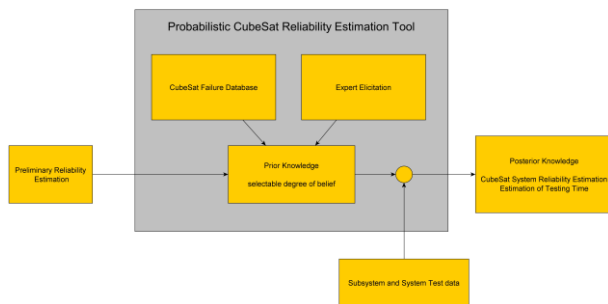 Probabilistic CubeSat Reliability Estimation Tool
CubeSat Failure Database
Expert Elicitation
Preliminary Reliability
Estimation
Prior Knowledge
selectable degree of belief
Posterior Knowledge
CubeSat System Reliability Estimation
Estimation of Testing Time
Subsystem and System Test data